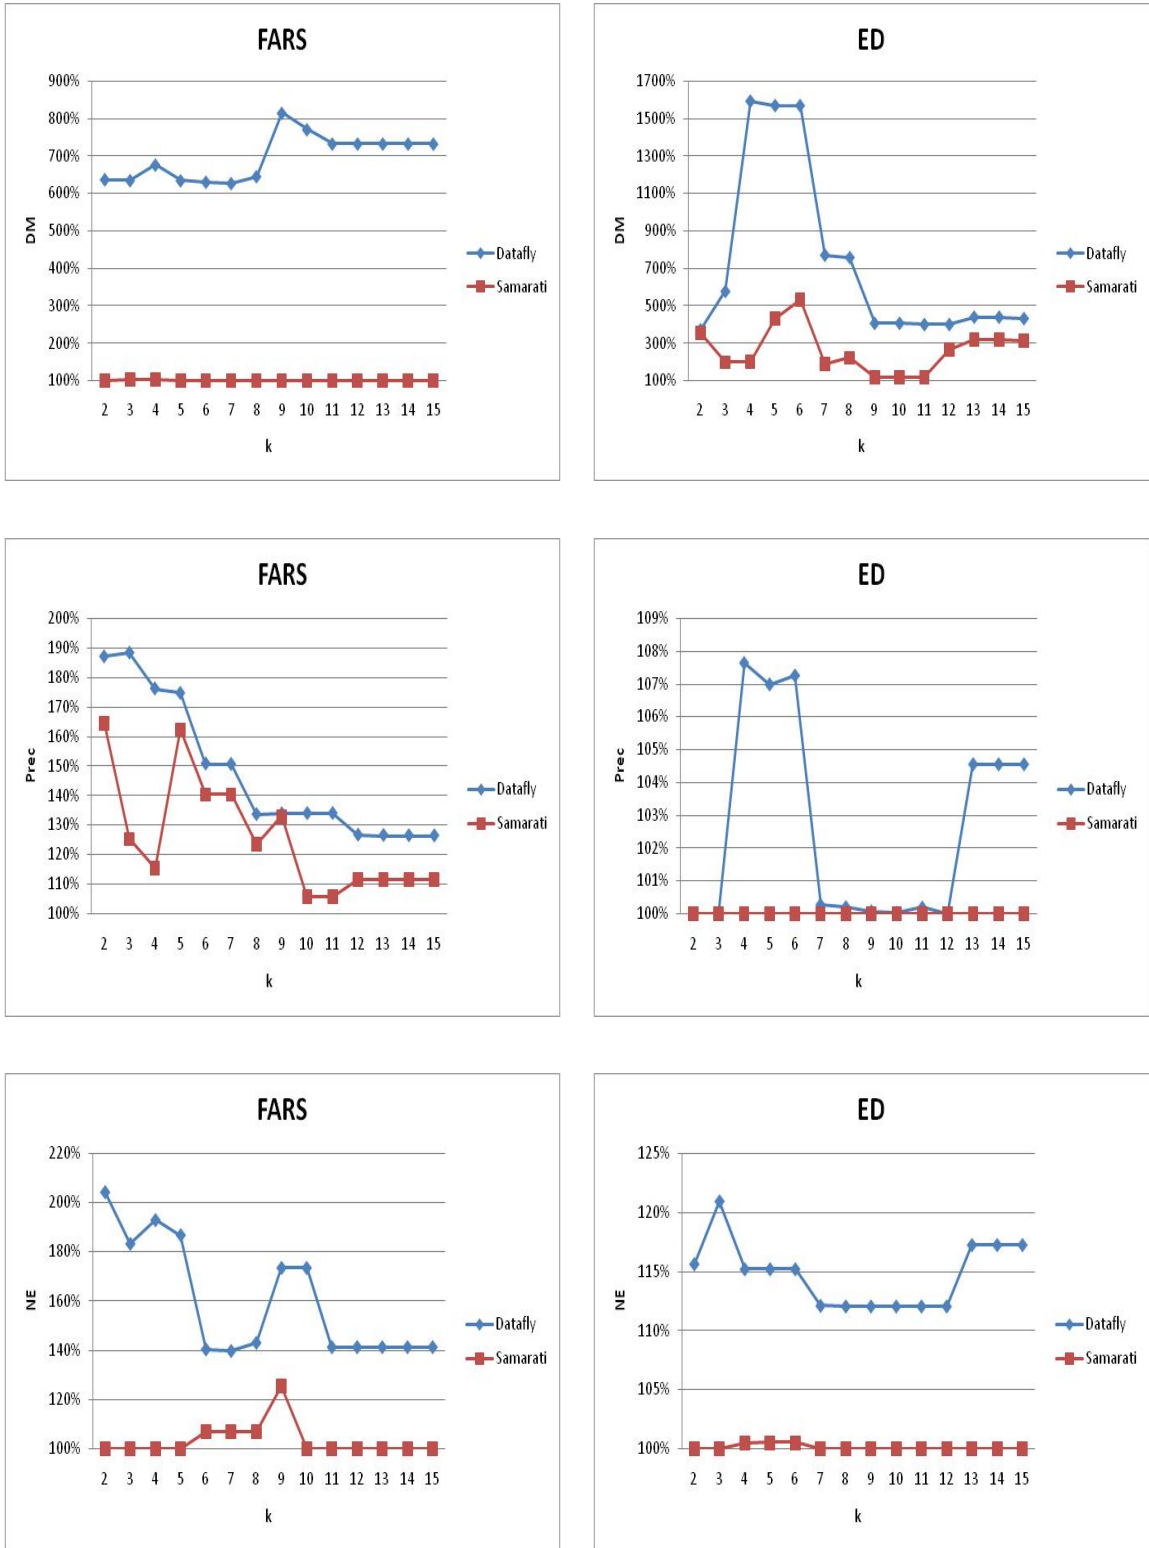 FARS
900%
800%
700%
600%
500%
400%
300%
200%
100%
DM
2 3 4 5 6 7 8 9 10 11 12 13 14 15
k
Datafly
Samarati
ED
1700%
1500%
1300%
1100%
900%
700%
500%
300%
100%
DM
2 3 4 5 6 7 8 9 10 11 12 13 14 15
k
Datafly
Samarati
FARS
200%
190%
180%
170%
160%
150%
140%
130%
120%
110%
100%
Prec
2 3 4 5 6 7 8 9 10 11 12 13 14 15
k
Datafly
Samarati
ED
109%
108%
107%
106%
105%
104%
103%
102%
101%
100%
Prec
2 3 4 5 6 7 8 9 10 11 12 13 14 15
k
Datafly
Samarati
FARS
220%
200%
180%
160%
140%
120%
100%
NE
2 3 4 5 6 7 8 9 10 11 12 13 14 15
k
Datafly
Samarati
ED
125%
120%
115%
110%
105%
100%
NE
2 3 4 5 6 7 8 9 10 11 12 13 14 15
k
Datafly
Samarati